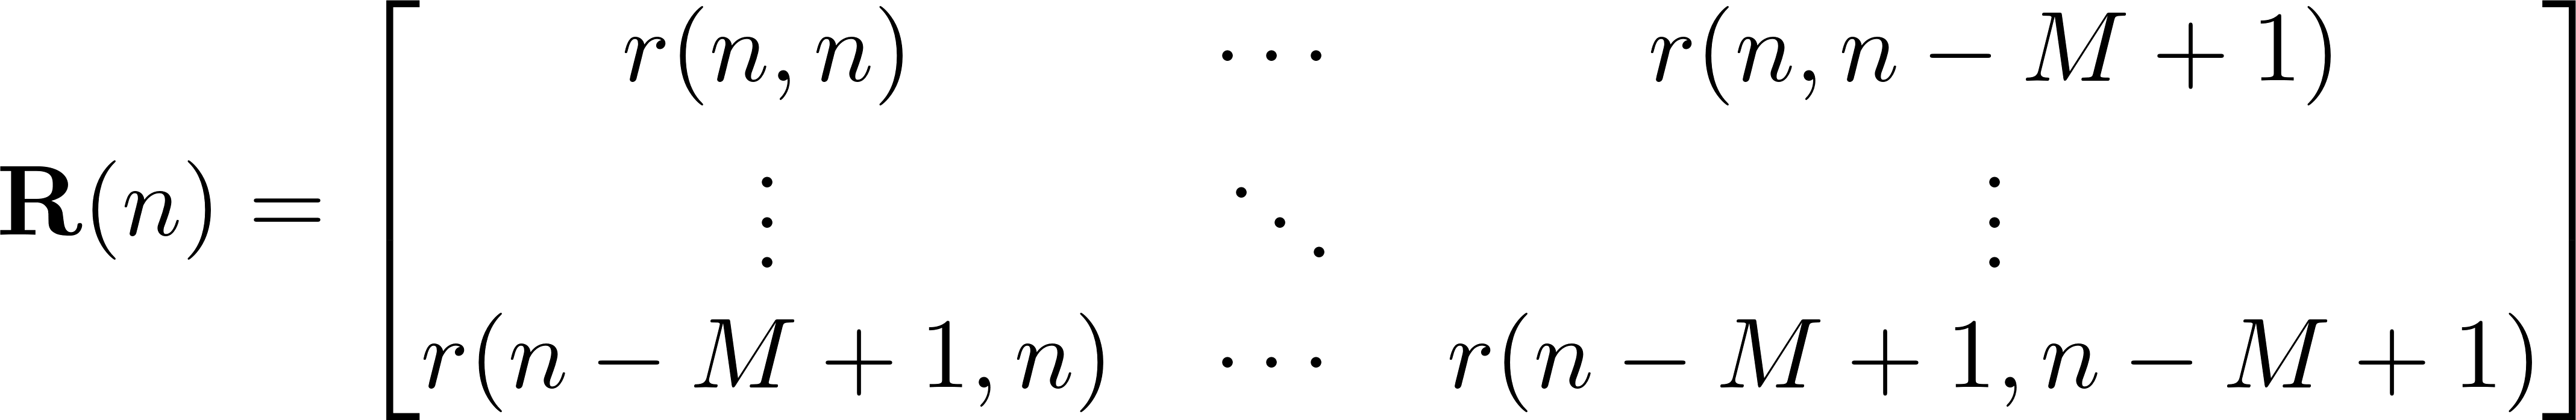 r(n, n) ⋯ r(n, n − M + 1)
R(n) = [ ⋮ ⋱ ⋮ ]
r(n − M + 1, n) ⋯ r(n − M + 1, n − M + 1)